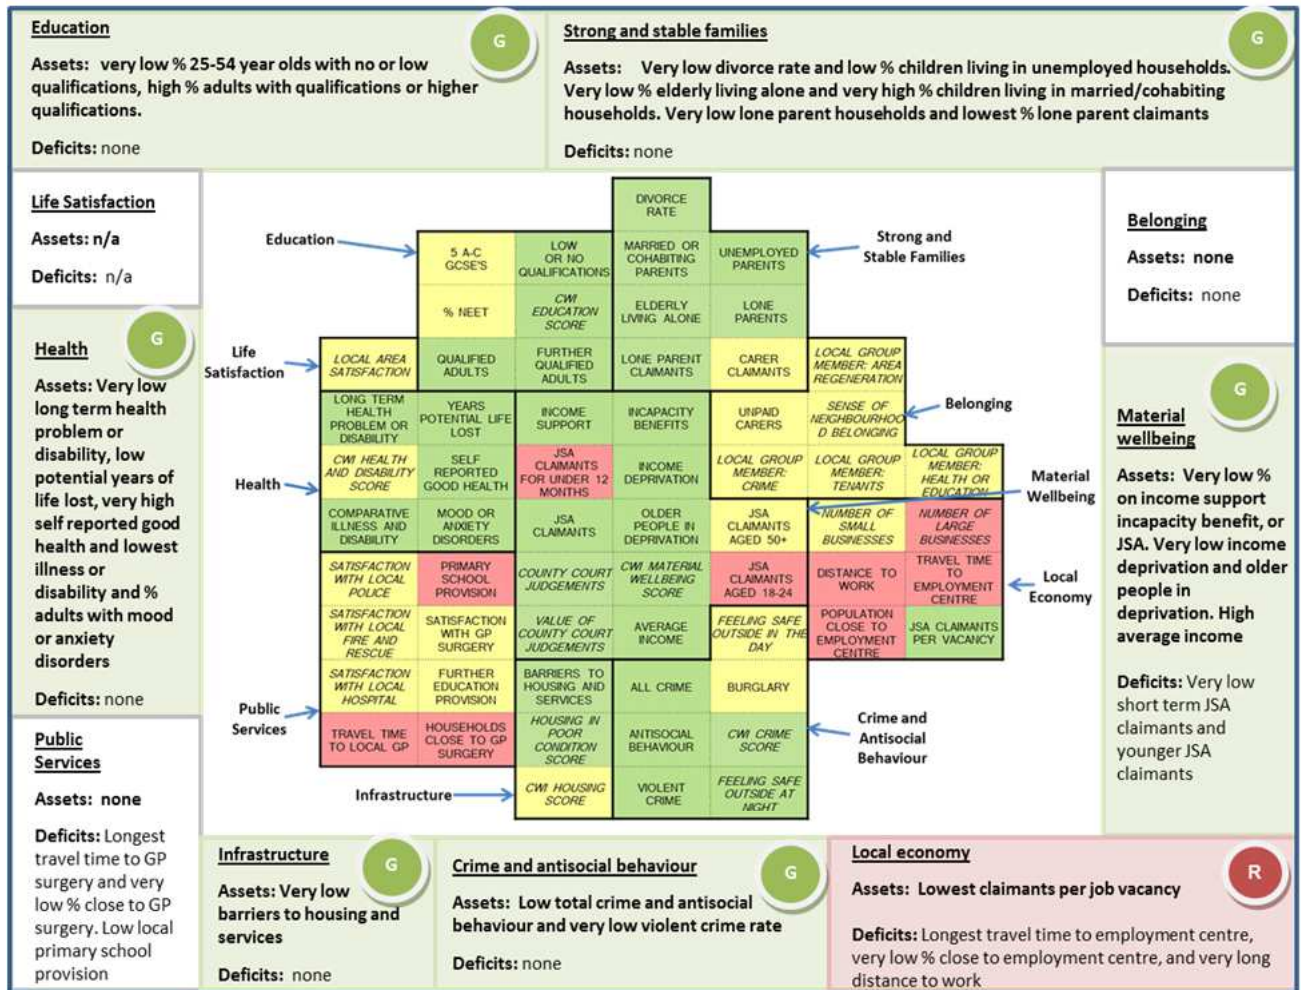 Education
G
Assets: very low % 25-54 year olds with no or low
qualifications, high % adults with qualifications or higher
qualifications.
Deficits: none
Strong and stable families
G
Assets: Very low divorce rate and low % children living in unemployed households.
Very low % elderly living alone and very high % children living in married/cohabiting
households. Very low lone parent households and lowest % lone parent claimants
Deficits: none
Life Satisfaction
Assets: n/a
Deficits: n/a
Health
G
Assets: Very low
long term health
problem or
disability, low
potential years of
life lost, very high
self reported good
health and lowest
illness or
disability and %
adults with mood
or anxiety
disorders
Deficits: none
Public
Services
Assets: none
Deficits: Longest
travel time to GP
surgery and very
low % close to GP
surgery. Low local
primary school
provision
Education
Life
Satisfaction
Health
Public
Services
Infrastructure
DIVORCE
RATE
5 A-C
GCSE'S
LOW
OR NO
QUALIFICATIONS
MARRIED OR
COHABITING
PARENTS
UNEMPLOYED
PARENTS
% NEET
CWI
EDUCATION
SCORE
ELDERLY
LIVING ALONE
LONE
PARENTS
LOCAL AREA
SATISFACTION
QUALIFIED
ADULTS
FURTHER
QUALIFIED
ADULTS
LONE PARENT
CLAIMANTS
CARER
CLAIMANTS
LOCAL GROUP
MEMBER: AREA
REGENERATION
LONG TERM
HEALTH
PROBLEM OR
DISABILITY
YEARS
POTENTIAL LIFE
LOST
INCOME
SUPPORT
INCAPACITY
BENEFITS
UNPAID
CARERS
SENSE OF
NEIGHBOURHOO
D BELONGING
CWI HEALTH
AND DISABILITY
SCORE
SELF
REPORTED
GOOD HEALTH
JSA
CLAIMANTS
FOR UNDER 12
MONTHS
INCOME
DEPRIVATION
LOCAL GROUP
MEMBER:
CRIME
LOCAL GROUP
MEMBER:
TENANTS
LOCAL GROUP
MEMBER:
HEALTH OR
EDUCATION
COMPARATIVE
ILLNESS AND
DISABILITY
MOOD OR
ANXIETY
DISORDERS
JSA
CLAIMANTS
OLDER
PEOPLE IN
DEPRIVATION
JSA
CLAIMANTS
AGED 50+
NUMBER OF
SMALL
BUSINESSES
NUMBER OF
LARGE
BUSINESSES
SATISFACTION
WITH LOCAL
POLICE
PRIMARY
SCHOOL
PROVISION
COUNTY COURT
JUDGEMENTS
CWI MATERIAL
WELLBEING
SCORE
JSA
CLAIMANTS
AGED 18-24
DISTANCE TO
WORK
TRAVEL TIME
TO
EMPLOYMENT
CENTRE
SATISFACTION
WITH LOCAL
FIRE AND
RESCUE
SATISFACTION
WITH GP
SURGERY
VALUE OF
COUNTY COURT
JUDGEMENTS
AVERAGE
INCOME
FEELING SAFE
OUTSIDE IN THE
DAY
POPULATION
CLOSE TO
EMPLOYMENT
CENTRE
JSA CLAIMANTS
PER VACANCY
SATISFACTION
WITH LOCAL
HOSPITAL
FURTHER
EDUCATION
PROVISION
BARRIERS TO
HOUSING AND
SERVICES
ALL CRIME
BURGLARY
TRAVEL TIME
TO LOCAL GP
HOUSEHOLDS
CLOSE TO GP
SURGERY
HOUSING IN
POOR
CONDITION
SCORE
ANTISOCIAL
BEHAVIOUR
CWI CRIME
SCORE
CWI HOUSING
SCORE
VIOLENT
CRIME
FEELING SAFE
OUTSIDE AT
NIGHT
Strong and
Stable Families
Belonging
Material
Wellbeing
Local
Economy
Crime and
Antisocial
Behaviour
Belonging
Assets: none
Deficits: none
G
Material
wellbeing
Assets: Very low %
on income support
incapacity benefit, or
JSA. Very low income
deprivation and older
people in
deprivation. High
average income
Deficits: Very low
short term JSA
claimants and
younger JSA
claimants
Infrastructure
G
Assets: Very low
barriers to housing and
services
Deficits: none
Crime and antisocial behaviour
G
Assets: Low total crime and antisocial
behaviour and very low violent crime rate
Deficits: none
Local economy
R
Assets: Lowest claimants per job vacancy
Deficits: Longest travel time to employment centre,
very low % close to employment centre, and very long
distance to work